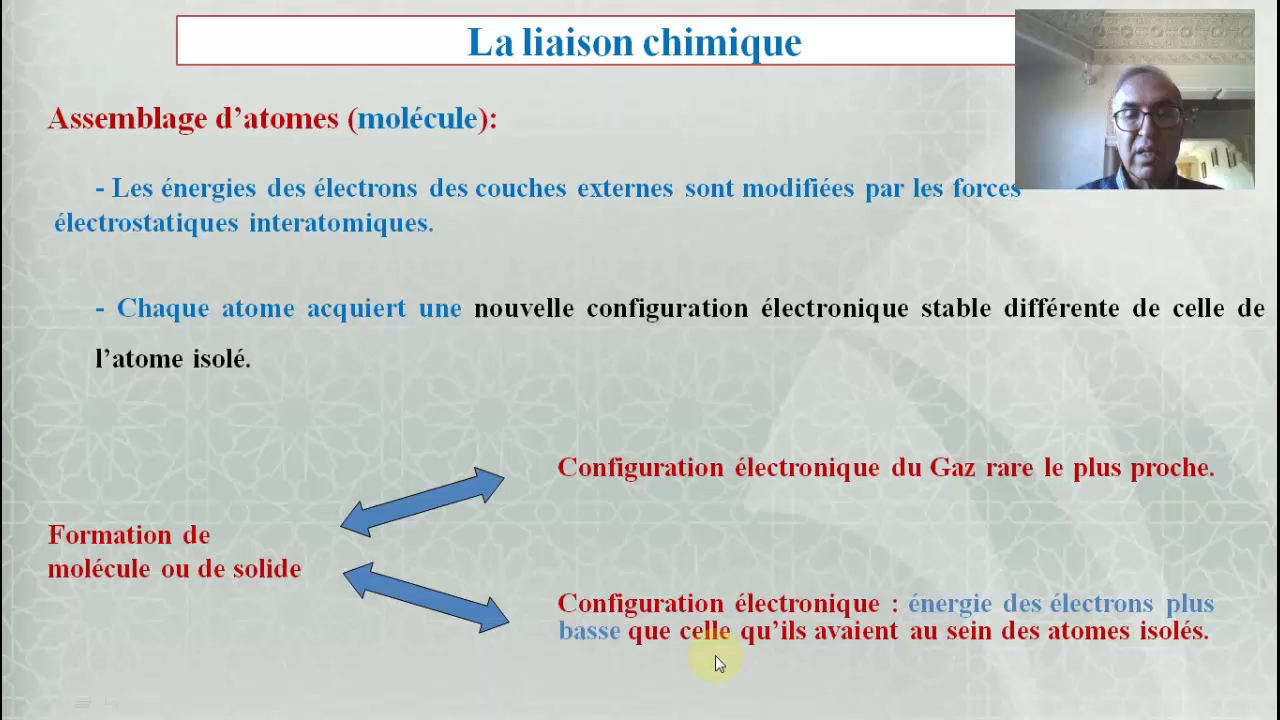 La liaison chimique
Assemblage d’atomes (molécule):
- Les énergies des électrons des couches externes sont modifiées par les forces
électrostatiques interatomiques.
- Chaque atome acquiert une nouvelle configuration électronique stable différente de celle de
l’atome isolé.
Configuration électronique du Gaz rare le plus proche.
Formation de
molécule ou de solide
Configuration électronique : énergie des électrons plus
basse que celle qu’ils avaient au sein des atomes isolés.